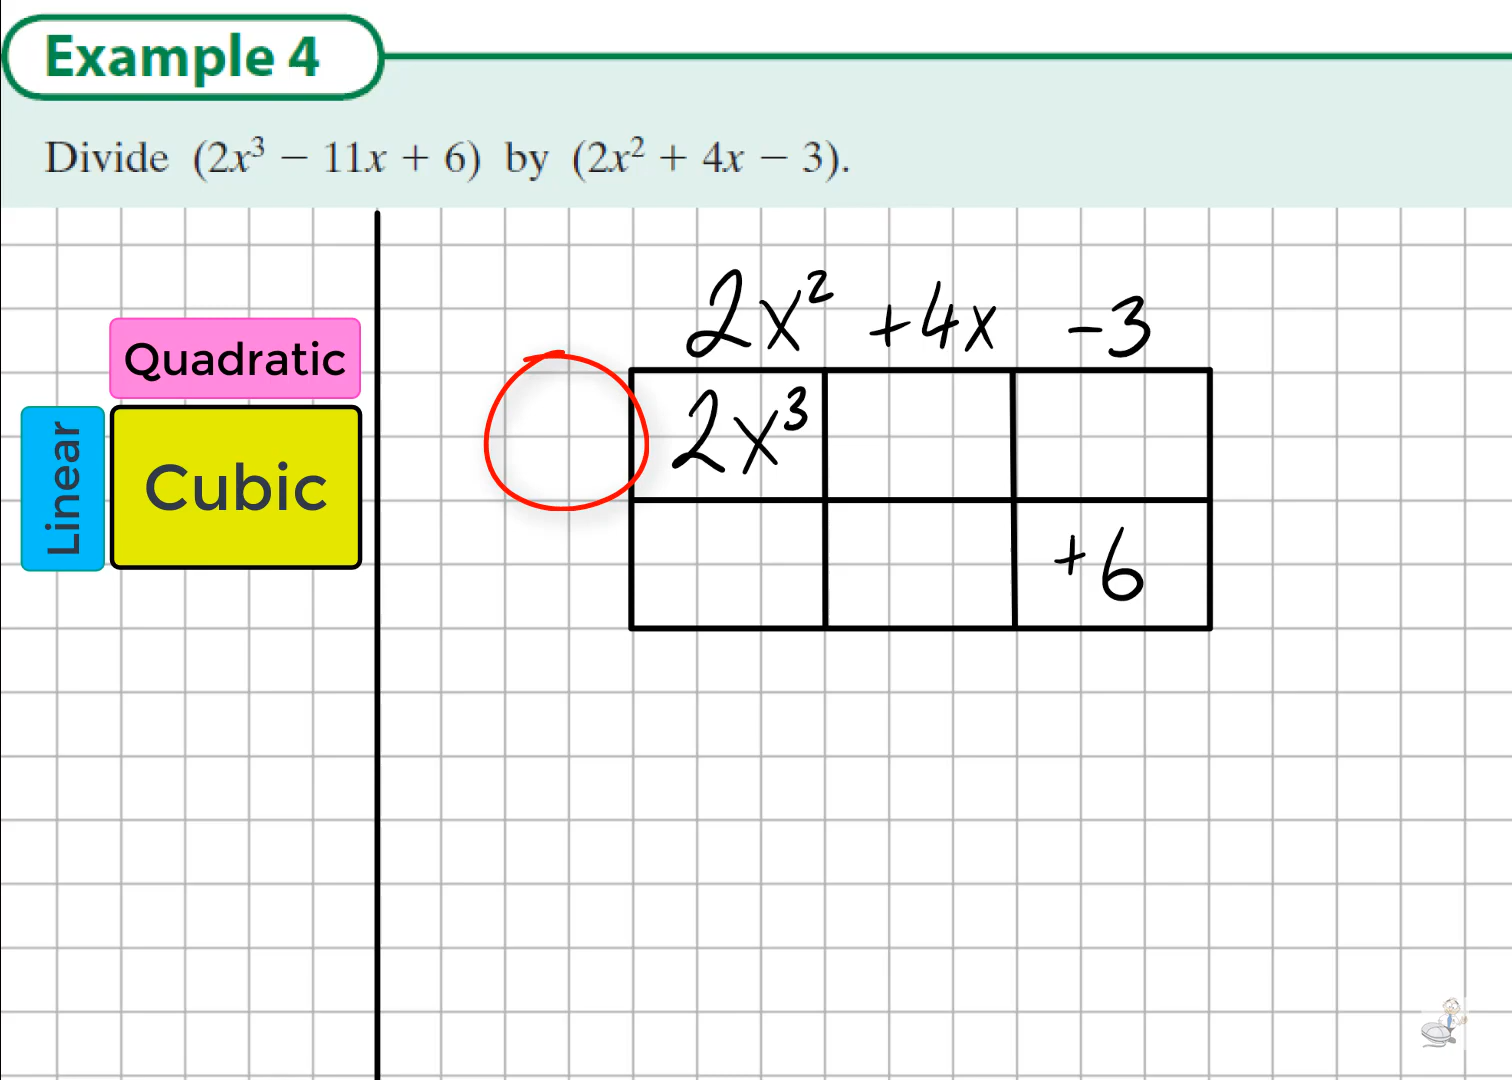 Example 4
Divide (2x³ − 11x + 6) by (2x² + 4x − 3).
Quadratic
Linear
Cubic
2x² +4x −3
2x³
+6